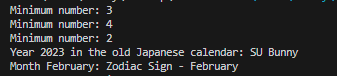 Minimum number: 3
Minimum number: 4
Minimum number: 2
Year 2023 in the old Japanese calendar: SU Bunny
Month February: Zodiac Sign - February